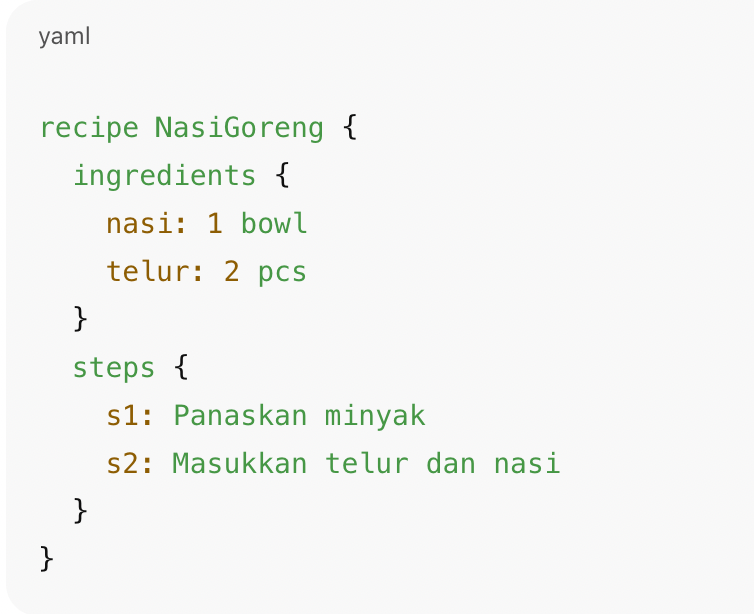 yaml
recipe NasiGoreng {
  ingredients {
    nasi: 1 bowl
    telur: 2 pcs
  }
  steps {
    s1: Panaskan minyak
    s2: Masukkan telur dan nasi
  }
}